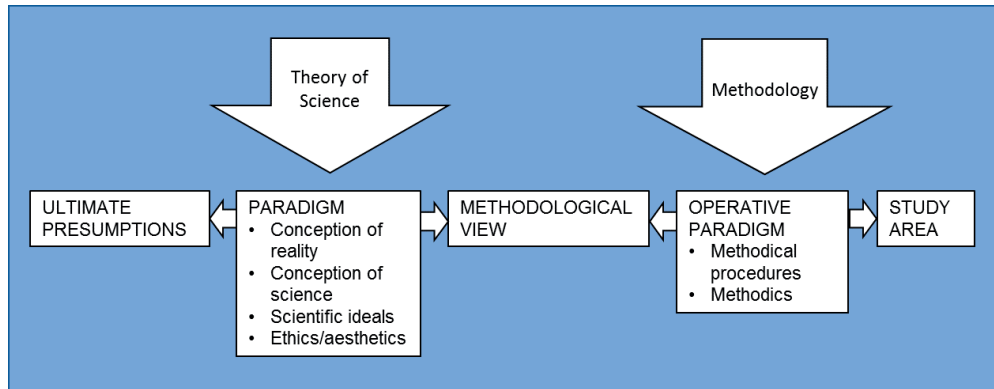 Theory of
Science
Methodology
ULTIMATE
PRESUMPTIONS
PARADIGM
• Conception of
reality
• Conception of
science
• Scientific ideals
• Ethics/aesthetics
METHODOLOGICAL
VIEW
OPERATIVE
PARADIGM
• Methodical
procedures
• Methodics
STUDY
AREA